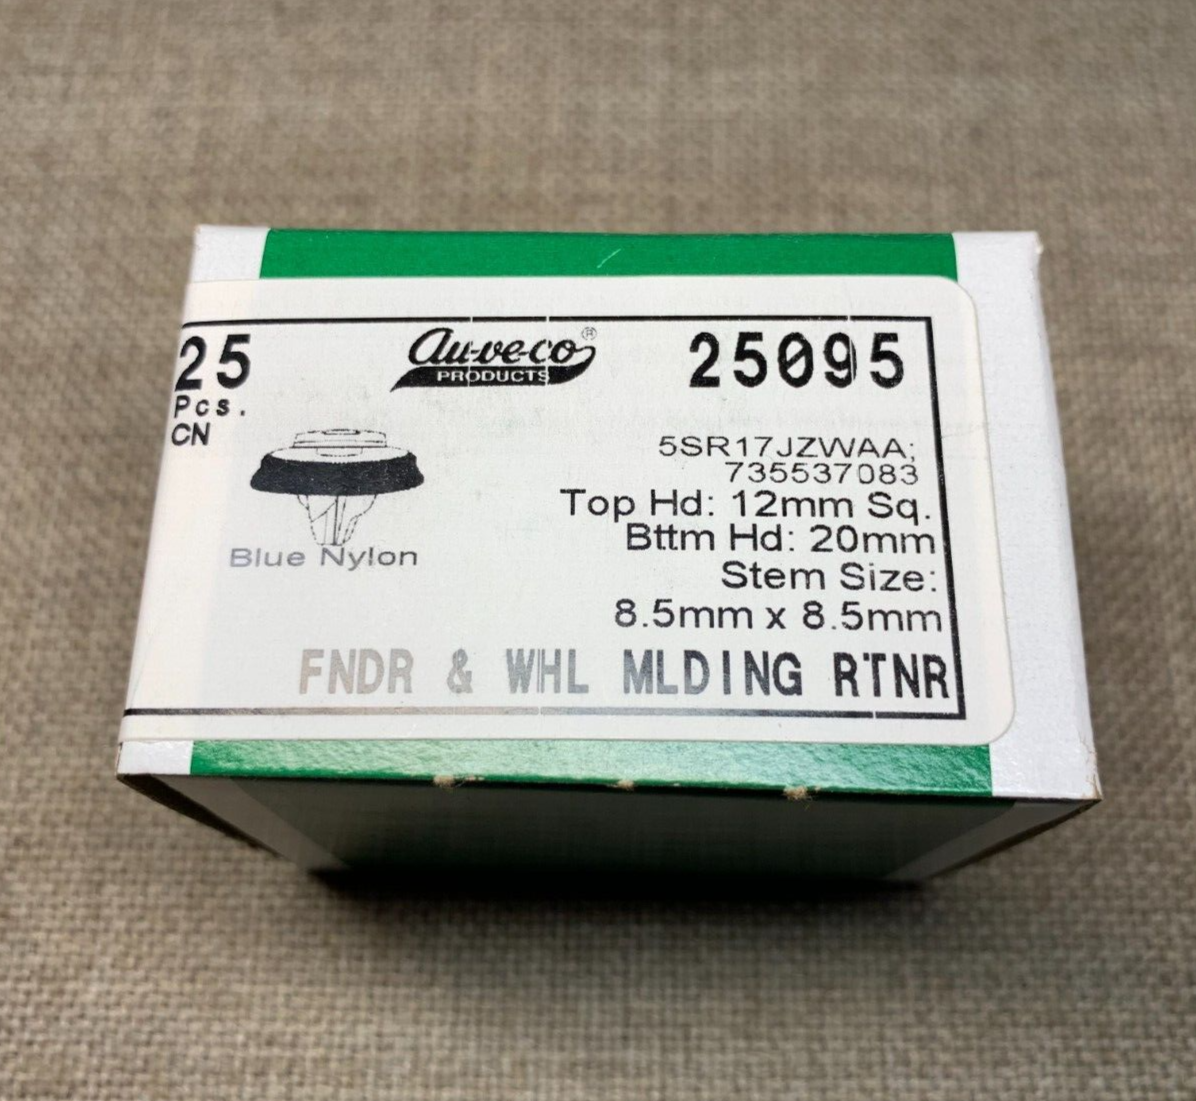 25
Pcs.
CN
Au-ve-co®
PRODUCTS
25095
5SR17JZWAA;
735537083
Top Hd: 12mm Sq.
Bttm Hd: 20mm
Stem Size:
8.5mm x 8.5mm
Blue Nylon
FNDR & WHL MLDING RTNR